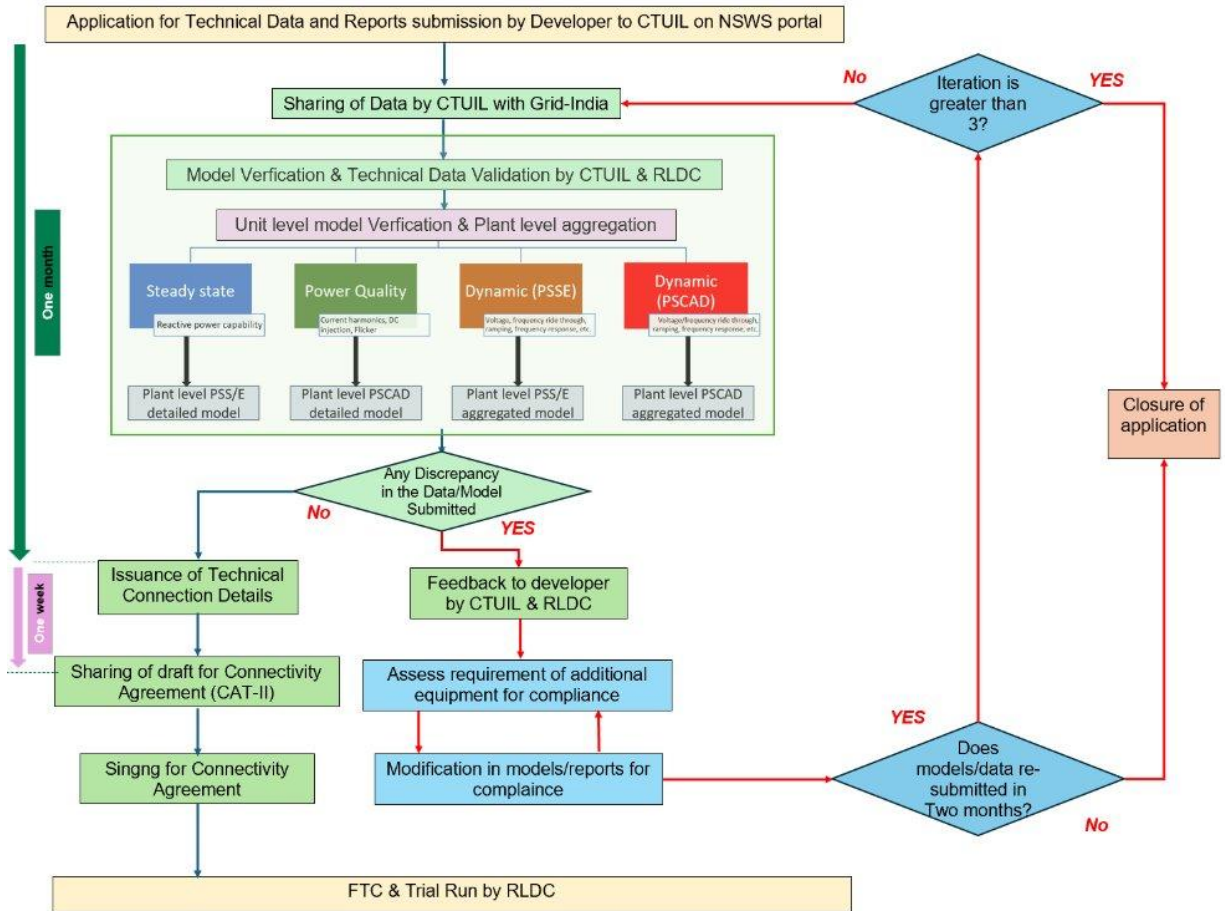 Application for Technical Data and Reports submission by Developer to CTUIL on NSWS portal
No
Iteration is
greater than
3?
YES
Sharing of Data by CTUIL with Grid-India
Model Verfication & Technical Data Validation by CTUIL & RLDC
Unit level model Verfication & Plant level aggregation
One month
Steady state
Reactive power capability
Power Quality
Current harmonics, DC
injection, Flicker
Dynamic (PSSE)
Voltage, frequency ride through,
ramping, frequency response, etc.
Dynamic
(PSCAD)
Voltage/frequency ride through,
ramping, frequency response, etc.
Plant level PSS/E
detailed model
Plant level PSCAD
detailed model
Plant level PSS/E
aggregated model
Plant level PSCAD
aggregated model
Closure of
application
Any Discrepancy
in the Data/Model
Submitted
No
YES
One week
Issuance of Technical
Connection Details
Feedback to developer
by CTUIL & RLDC
Sharing of draft for Connectivity
Agreement (CAT-II)
Assess requirement of additional
equipment for compliance
Singng for Connectivity
Agreement
Modification in models/reports for
complaince
YES
Does
models/data re-
submitted in
Two months?
No
FTC & Trial Run by RLDC